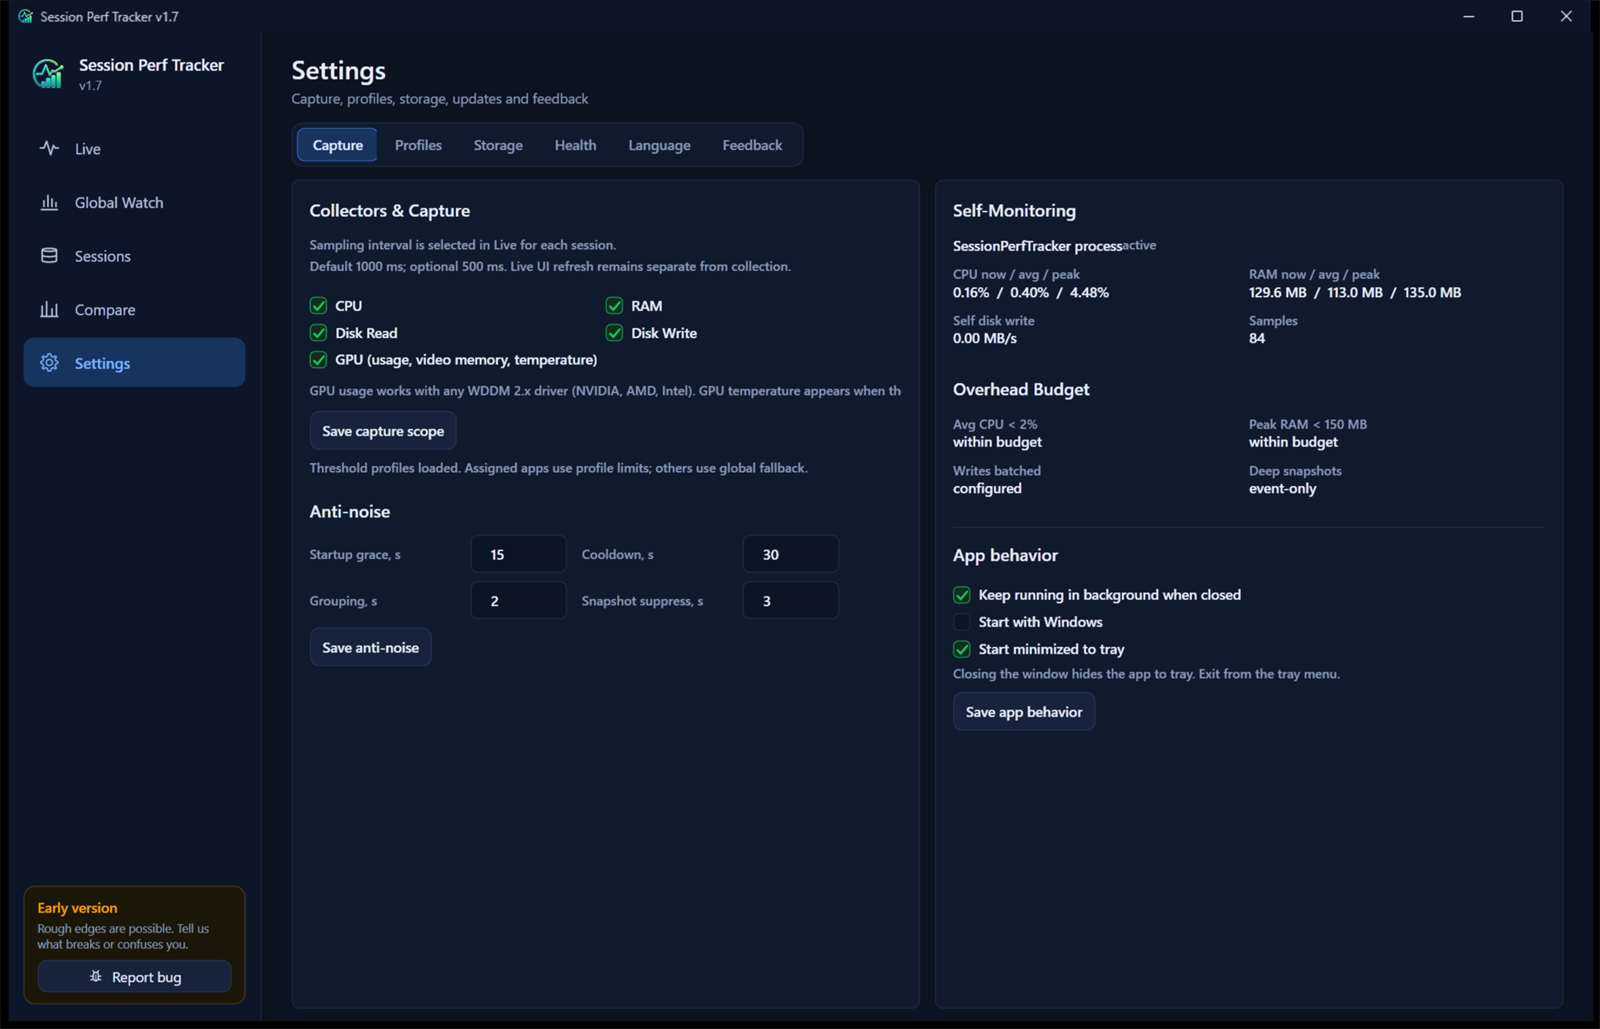 Session Perf Tracker v1.7
Session Perf Tracker
v1.7
Live
Global Watch
Sessions
Compare
Settings
Early version
Rough edges are possible. Tell us
what breaks or confuses you.
Report bug
Settings
Capture, profiles, storage, updates and feedback
Capture
Profiles
Storage
Health
Language
Feedback
Collectors & Capture
Sampling interval is selected in Live for each session.
Default 1000 ms; optional 500 ms. Live UI refresh remains separate from collection.
CPU
RAM
Disk Read
Disk Write
GPU (usage, video memory, temperature)
GPU usage works with any WDDM 2.x driver (NVIDIA, AMD, Intel). GPU temperature appears when th
Save capture scope
Threshold profiles loaded. Assigned apps use profile limits; others use global fallback.
Anti-noise
Startup grace, s
15
Cooldown, s
30
Grouping, s
2
Snapshot suppress, s
3
Save anti-noise
Self-Monitoring
SessionPerfTracker process active
CPU now / avg / peak
0.16% / 0.40% / 4.48%
RAM now / avg / peak
129.6 MB / 113.0 MB / 135.0 MB
Self disk write
0.00 MB/s
Samples
84
Overhead Budget
Avg CPU < 2%
within budget
Peak RAM < 150 MB
within budget
Writes batched
configured
Deep snapshots
event-only
App behavior
Keep running in background when closed
Start with Windows
Start minimized to tray
Closing the window hides the app to tray. Exit from the tray menu.
Save app behavior